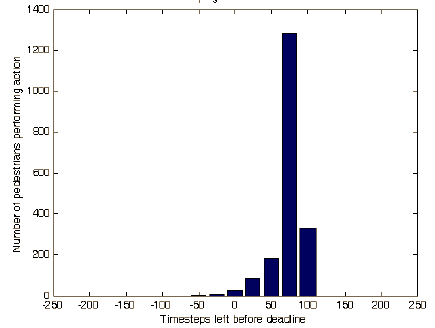 1400
1200
1000
800
600
400
200
0
Number of pedestrians performing action
-250 -200 -150 -100 -50 0 50 100 150 200 250
Timesteps left before deadline